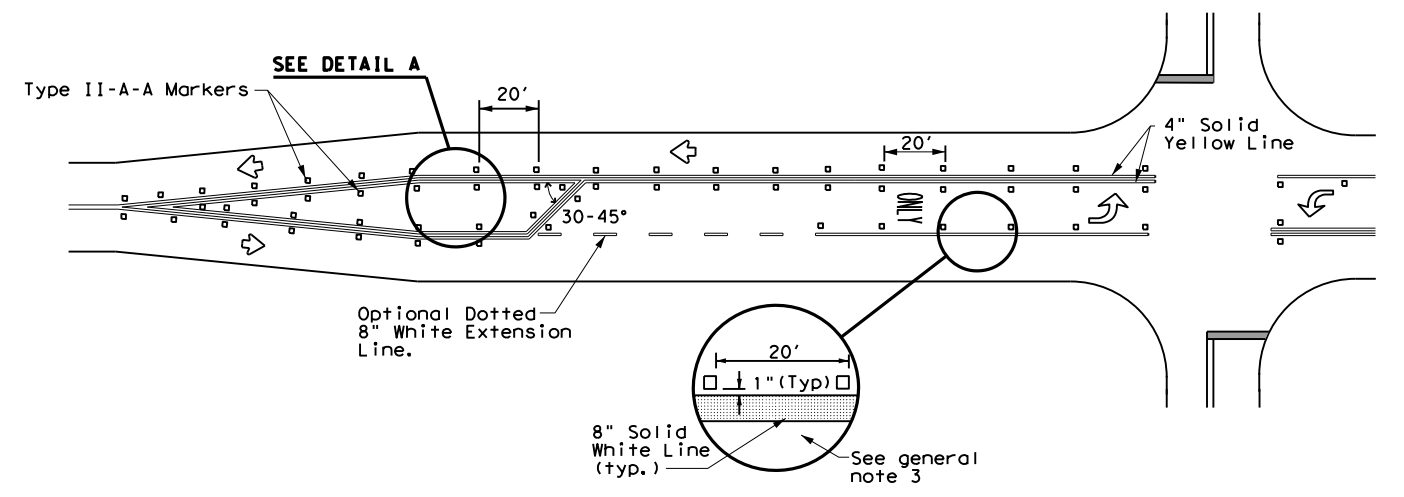 SEE DETAIL A
Type II-A-A Markers
20'
20'
4" Solid
Yellow Line
ONLY
30-45°
Optional Dotted
8" White Extension
Line.
20'
1"(Typ)
8" Solid
White Line
(typ.)
See general
note 3